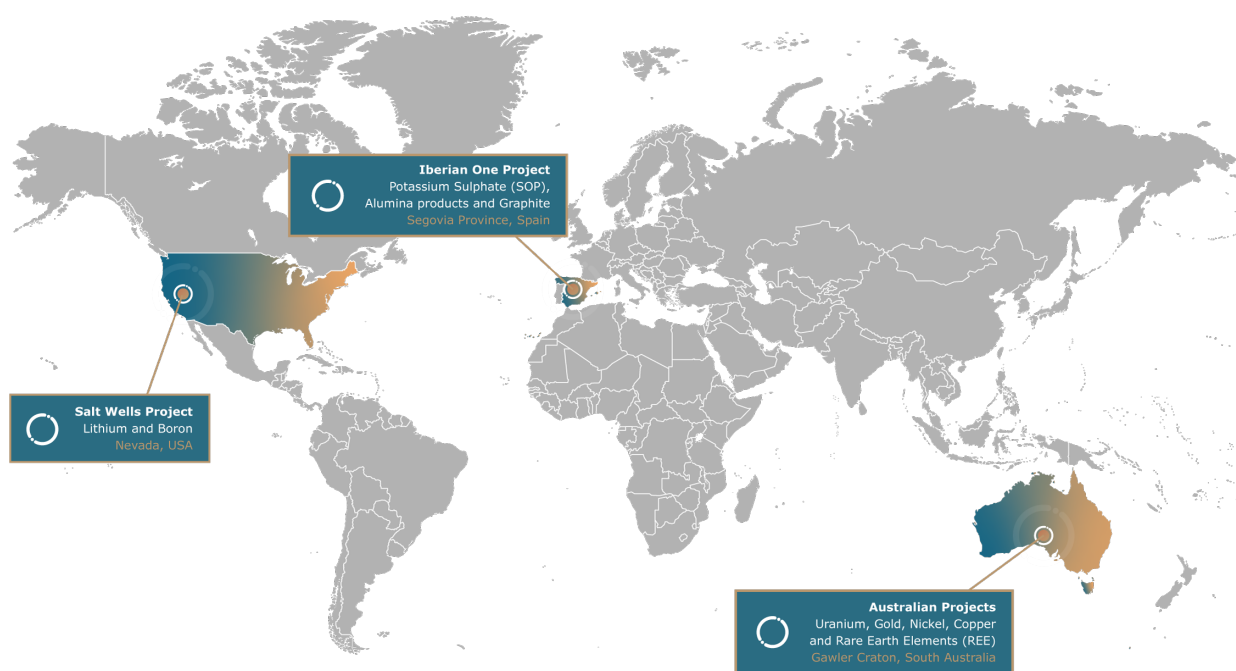 Iberian One Project
Potassium Sulphate (SOP),
Alumina products and Graphite
Segovia Province, Spain
Salt Wells Project
Lithium and Boron
Nevada, USA
Australian Projects
Uranium, Gold, Nickel, Copper
and Rare Earth Elements (REE)
Gawler Craton, South Australia